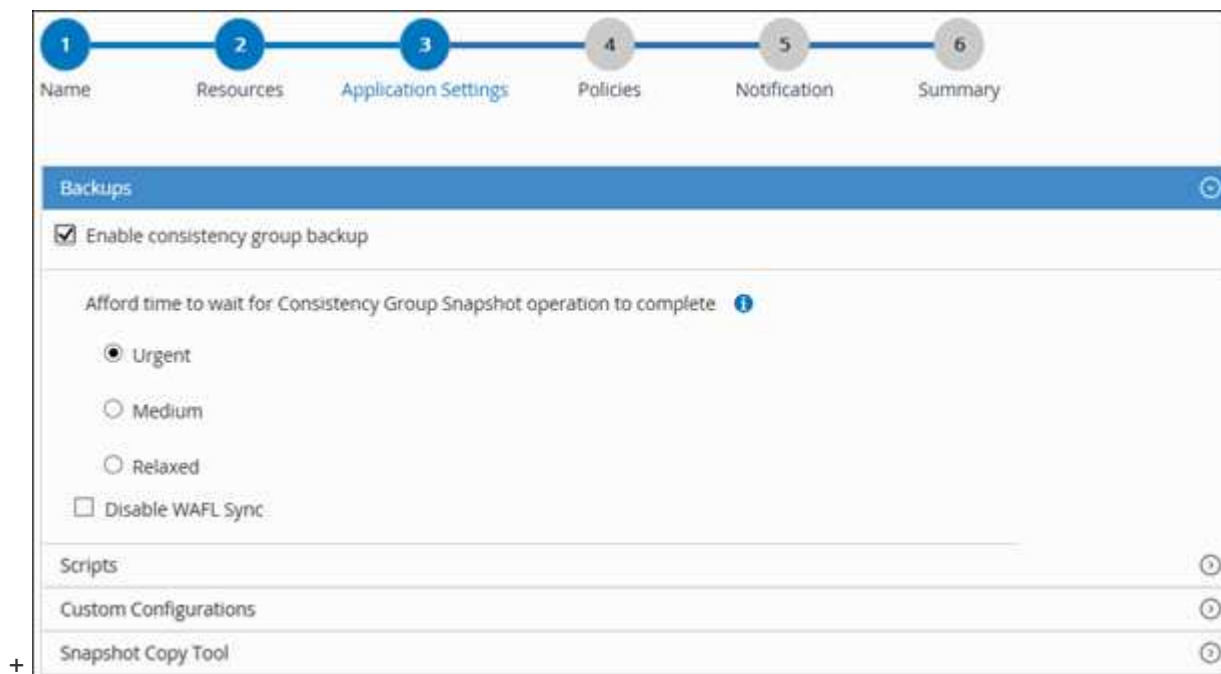 1 2 3 4 5 6
Name Resources Application Settings Policies Notification Summary
Backups
Enable consistency group backup
Afford time to wait for Consistency Group Snapshot operation to complete
Urgent
Medium
Relaxed
Disable WAFL Sync
Scripts
Custom Configurations
Snapshot Copy Tool
+